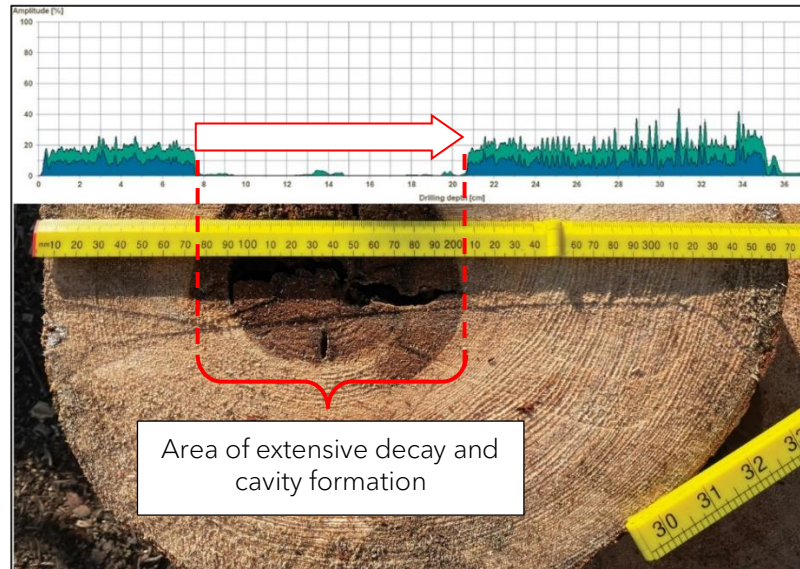 Amplitude [%]
100
80
60
40
20
0
0 2 4 6 8 10 12 14 16 18 20 22 24 26 28 30 32 34 36
Drilling depth [cm]
mm 10 20 30 40 50 60 70 80 90 100 10 20 30 40 50 60 70 80 90 200 10 20 30 40 60 70 80 90 300 10 20 30 40 50 60 70
Area of extensive decay and
cavity formation
30 31 32